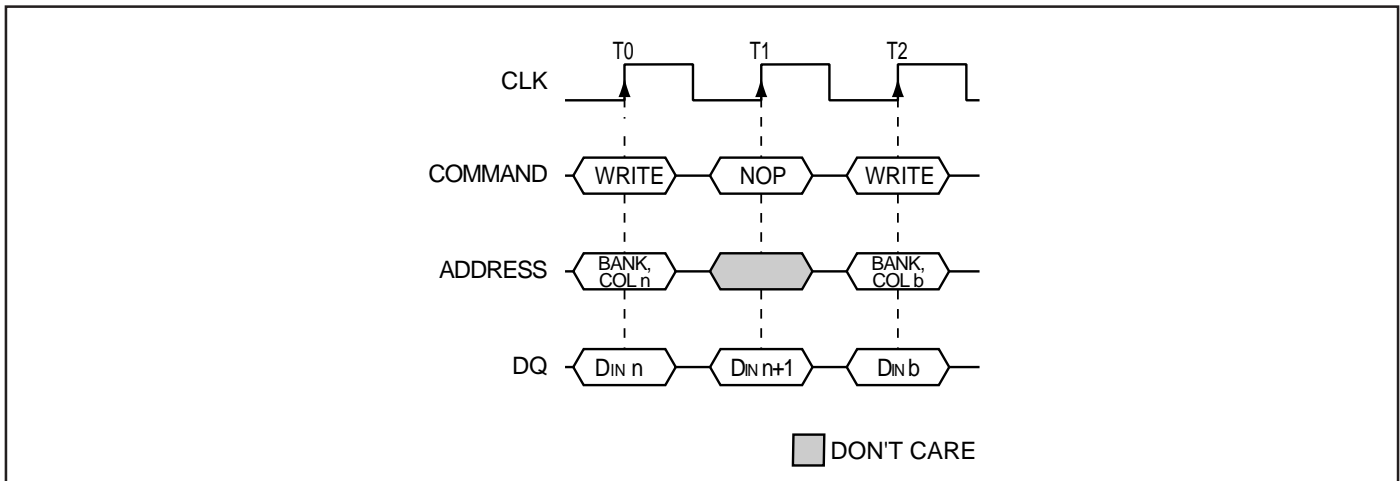 T0 T1 T2
CLK
COMMAND WRITE NOP WRITE
ADDRESS BANK, COL n BANK, COL b
DQ DIN n DIN n+1 DIN b
DON'T CARE